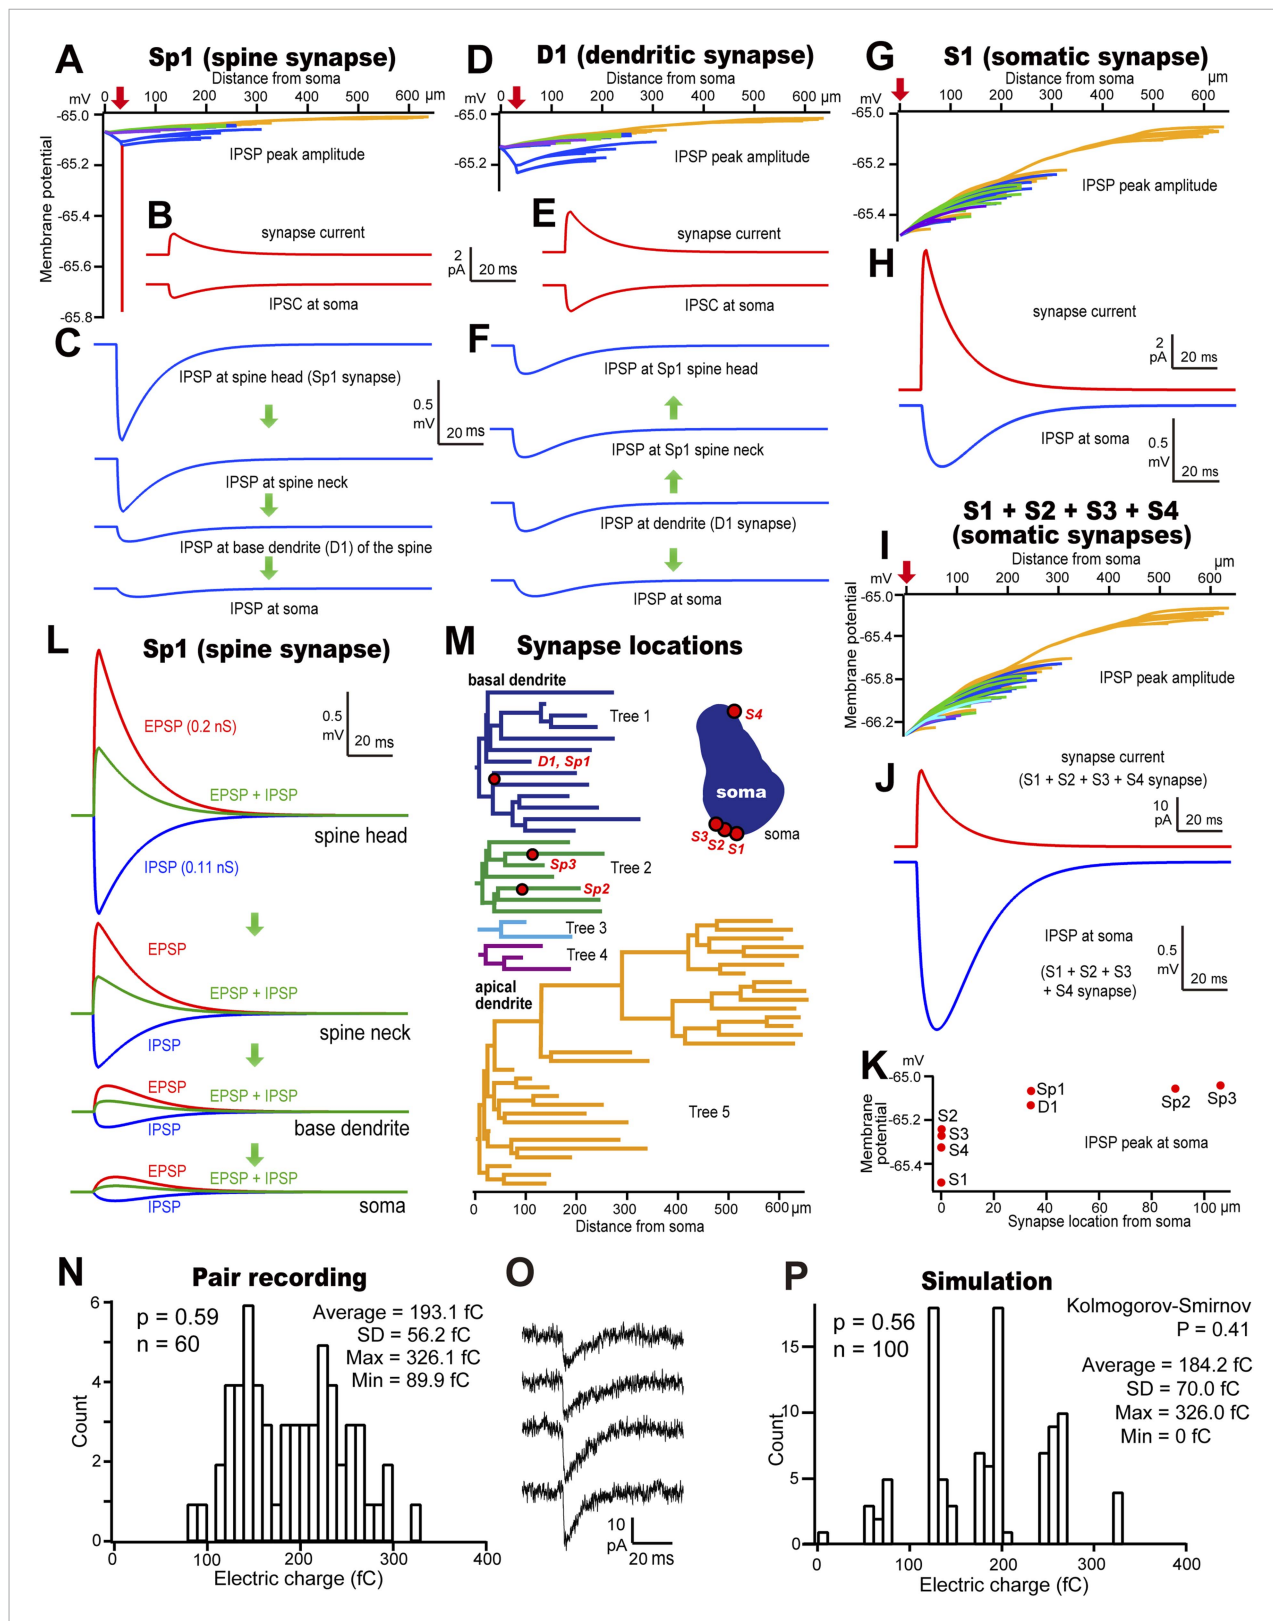 A
Sp1 (spine synapse)
Distance from soma
mV
0 100 200 300 400 500 600 μm
-65.0
-65.2
-65.4
-65.6
-65.8
Membrane potential
IPSP peak amplitude
B
synapse current
IPSC at soma
2
pA
20 ms
C
IPSP at spine head (Sp1 synapse)
0.5
mV
20 ms
IPSP at spine neck
IPSP at base dendrite (D1) of the spine
IPSP at soma
D
D1 (dendritic synapse)
Distance from soma
mV
0 100 200 300 400 500 600 μm
-65.0
-65.2
IPSP peak amplitude
E
synapse current
IPSC at soma
F
IPSP at Sp1 spine head
IPSP at Sp1 spine neck
IPSP at dendrite (D1 synapse)
IPSP at soma
G
S1 (somatic synapse)
Distance from soma
μm
mV
100 200 300 400 500 600
-65.0
-65.2
-65.4
IPSP peak amplitude
H
synapse current
2
pA
20 ms
IPSP at soma
0.5
mV
20 ms
I
S1 + S2 + S3 + S4
(somatic synapses)
Distance from soma
μm
mV
100 200 300 400 500 600
-65.0
-65.4
-65.8
-66.2
Membrane potential
IPSP peak amplitude
J
synapse current
(S1 + S2 + S3 + S4 synapse)
10
pA
20 ms
IPSP at soma
(S1 + S2 + S3
+ S4 synapse)
0.5
mV
20 ms
K
mV
-65.0
-65.2
-65.4
Membrane
potential
Sp1
D1
Sp2
Sp3
S2
S3
S4
S1
IPSP peak at soma
0 20 40 60 80 100 μm
Synapse location from soma
L
Sp1 (spine synapse)
EPSP (0.2 nS)
0.5
mV
20 ms
EPSP + IPSP
spine head
IPSP (0.11 nS)
EPSP
EPSP + IPSP
spine neck
IPSP
EPSP
EPSP + IPSP
base dendrite
IPSP
EPSP
EPSP + IPSP
soma
IPSP
M
Synapse locations
basal dendrite
Tree 1
D1, Sp1
S4
soma
soma
S3
S2
S1
Sp3
Tree 2
Sp2
Tree 3
Tree 4
apical
dendrite
Tree 5
0 100 200 300 400 500 600 μm
Distance from soma
N
Pair recording
p = 0.59
n = 60
Average = 193.1 fC
SD = 56.2 fC
Max = 326.1 fC
Min = 89.9 fC
6
4
2
0
Count
0 100 200 300 400
Electric charge (fC)
O
10
pA
20 ms
P
Simulation
p = 0.56
n = 100
Kolmogorov-Smirnov
P = 0.41
Average = 184.2 fC
SD = 70.0 fC
Max = 326.0 fC
Min = 0 fC
15
10
5
0
Count
0 100 200 300 400
Electric charge (fC)